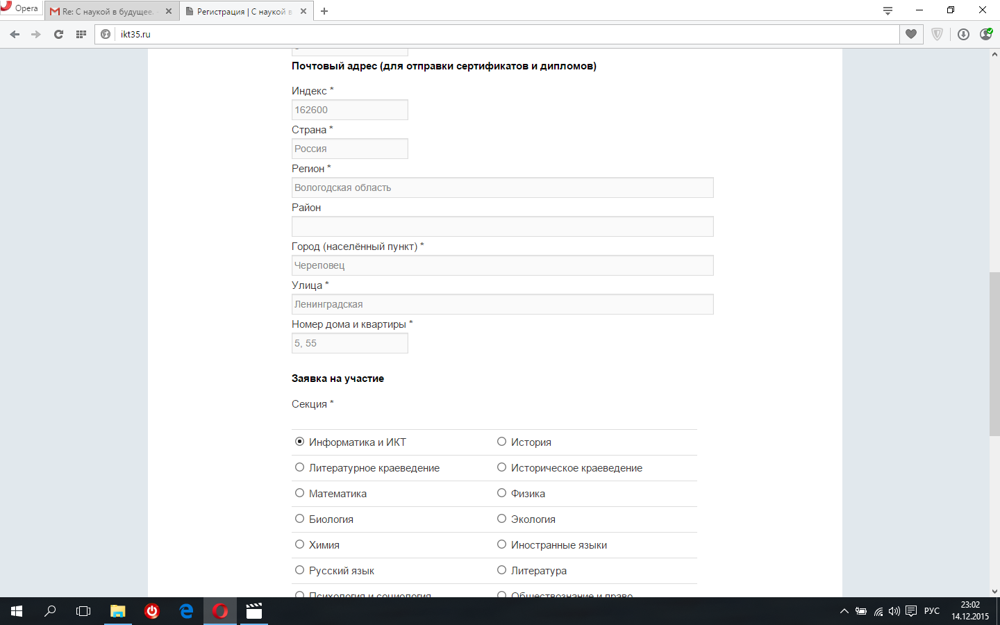 Opera
Re: С наукой в будущее.
Регистрация | С наукой в
ikt35.ru
Почтовый адрес (для отправки сертификатов и дипломов)
Индекс *
162600
Страна *
Россия
Регион *
Вологодская область
Район
Город (населённый пункт) *
Череповец
Улица *
Ленинградская
Номер дома и квартиры *
5, 55
Заявка на участие
Секция *
Информатика и ИКТ История
Литературное краеведение Историческое краеведение
Математика Физика
Биология Экология
Химия Иностранные языки
Русский язык Литература
Психология и социология Обществознание и право
РУС
23:02
14.12.2015